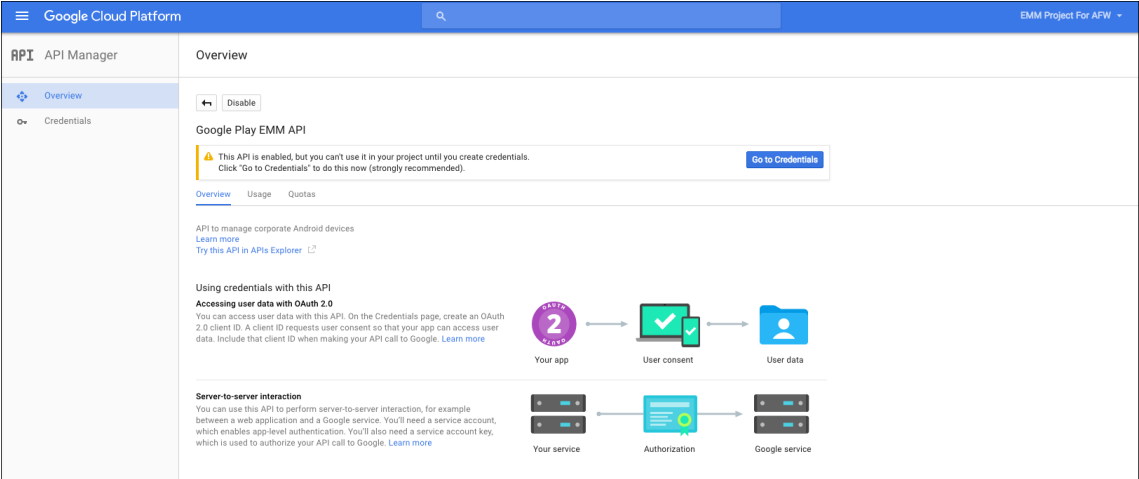 Google Cloud Platform
EMM Project For AFW
API API Manager
Overview
Overview
Credentials
Disable
Google Play EMM API
This API is enabled, but you can't use it in your project until you create credentials.
Click "Go to Credentials" to do this now (strongly recommended).
Go to Credentials
Overview Usage Quotas
API to manage corporate Android devices
Learn more
Try this API in APIs Explorer
Using credentials with this API
Accessing user data with OAuth 2.0
You can access user data with this API. On the Credentials page, create an OAuth
2.0 client ID. A client ID requests user consent so that your app can access user
data. Include that client ID when making your API call to Google. Learn more
OAUTH
2
OAUTH
Your app
User consent
User data
Server-to-server interaction
You can use this API to perform server-to-server interaction, for example
between a web application and a Google service. You'll need a service account,
which enables app-level authentication. You'll also need a service account key,
which is used to authorize your API call to Google. Learn more
Your service
Authorization
Google service